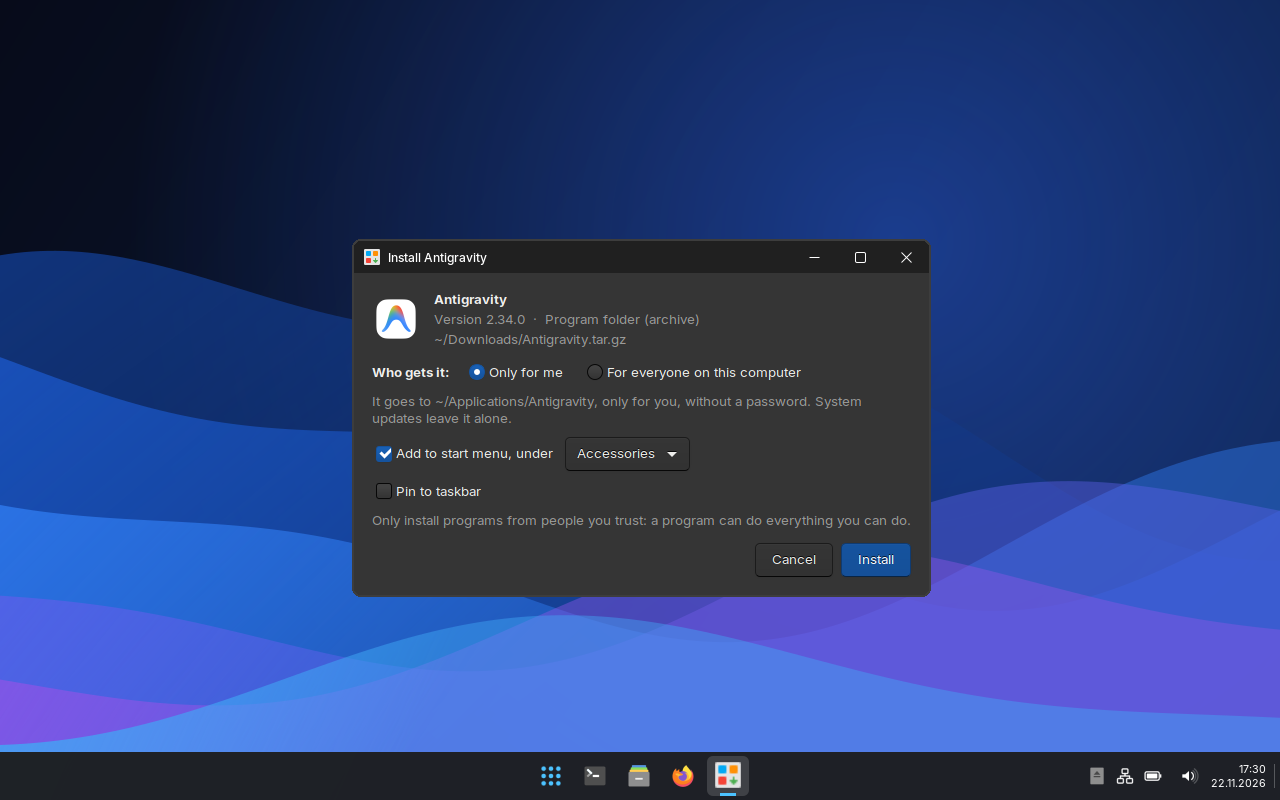 Install Antigravity
Antigravity
Version 2.34.0 · Program folder (archive)
~/Downloads/Antigravity.tar.gz
Who gets it: Only for me For everyone on this computer
It goes to ~/Applications/Antigravity, only for you, without a password. System
updates leave it alone.
Add to start menu, under Accessories
Pin to taskbar
Only install programs from people you trust: a program can do everything you can do.
Cancel Install
17:30
22.11.2026